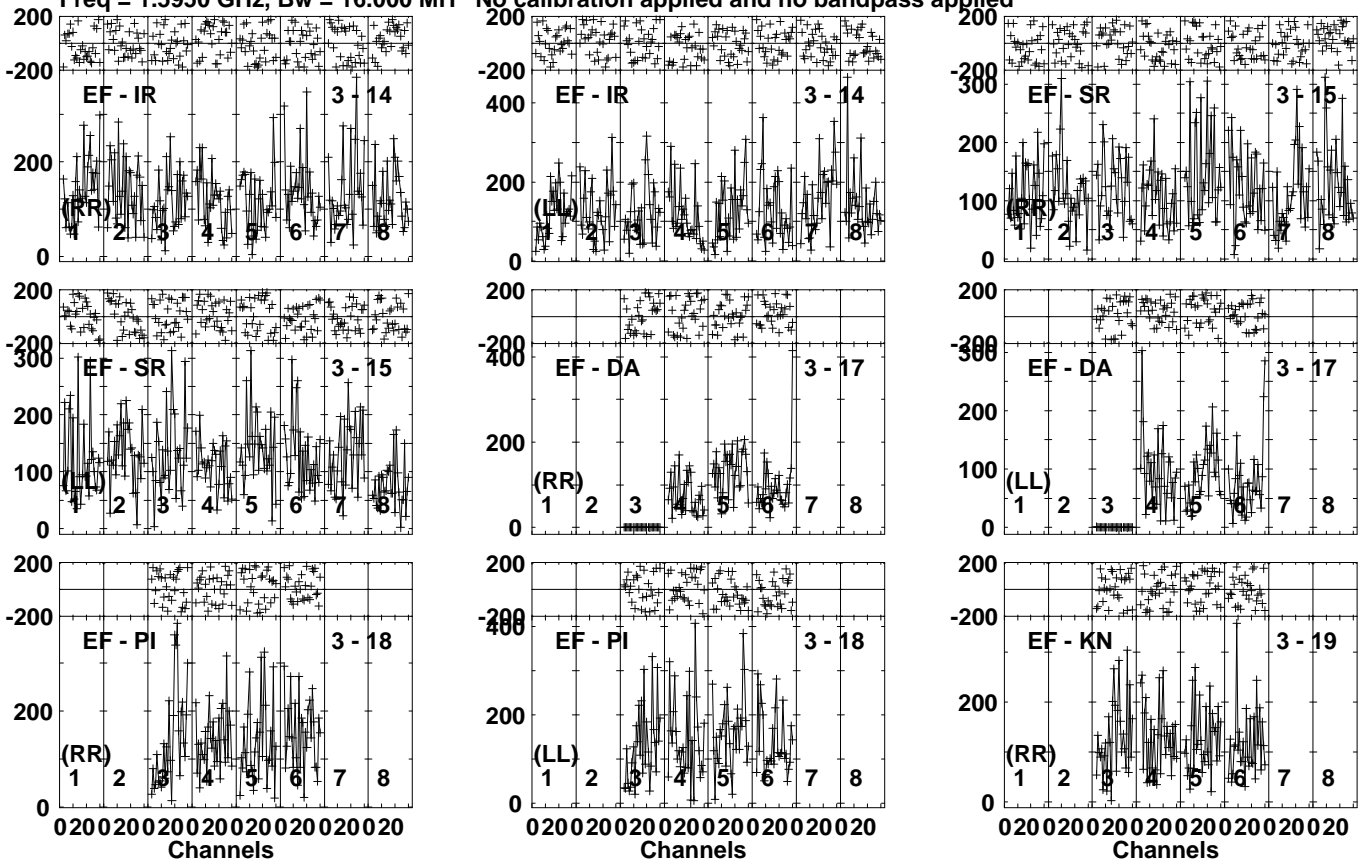 Freq = 1.5950 GHz, Bw = 16.000 MH No calibration applied and no bandpass applied
200 200 200
-200 -200
EF - IR 3 - 14 EF - IR 3 - 14 EF - SR 3 - 15
400 300
200 200 200
100
(RR) (LL) (RR)
1 2 3 4 5 6 7 8 1 2 3 4 5 6 7 8 1 2 3 4 5 6 7 8
0 0 0
200 200 200
-200 -200 -200
300 400 300
EF - SR 3 - 15 EF - DA 3 - 17 EF - DA 3 - 17
200 200 200
100 100
(LL) (RR) (LL)
1 2 3 4 5 6 7 8 1 2 3 4 5 6 7 8 1 2 3 4 5 6 7 8
0 0 0
200 200 200
-200 -200 -200
400
EF - PI 3 - 18 EF - PI 3 - 18 EF - KN 3 - 19
200 200 200
(RR) (LL) (RR)
1 2 3 4 5 6 7 8 1 2 3 4 5 6 7 8 1 2 3 4 5 6 7 8
0 0 0
0 20 0 20 0 20 0 20 0 20 0 20 0 20 0 20 0 20 0 20 0 20 0 20 0 20 0 20 0 20 0 20 0 20 0 20 0 20 0 20 0 20 0 20 0 20 0 20
Channels Channels Channels